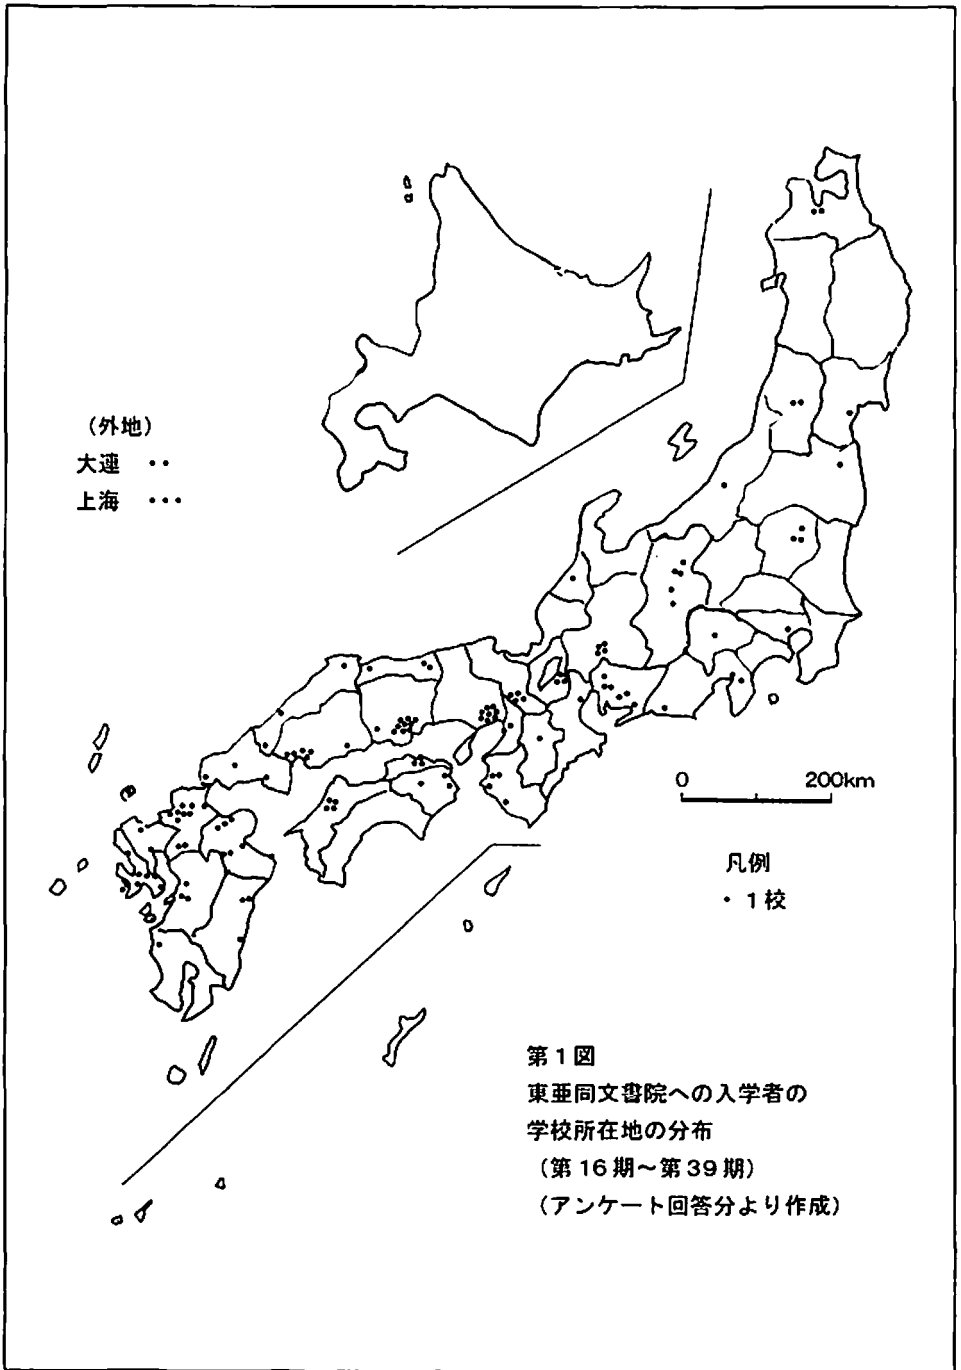 (外地)
大連 ・・
上海 ・・・
0 200km
凡例
・1校
第1図
東亜同文書院への入学者の
学校所在地の分布
(第16期~第39期)
(アンケート回答分より作成)